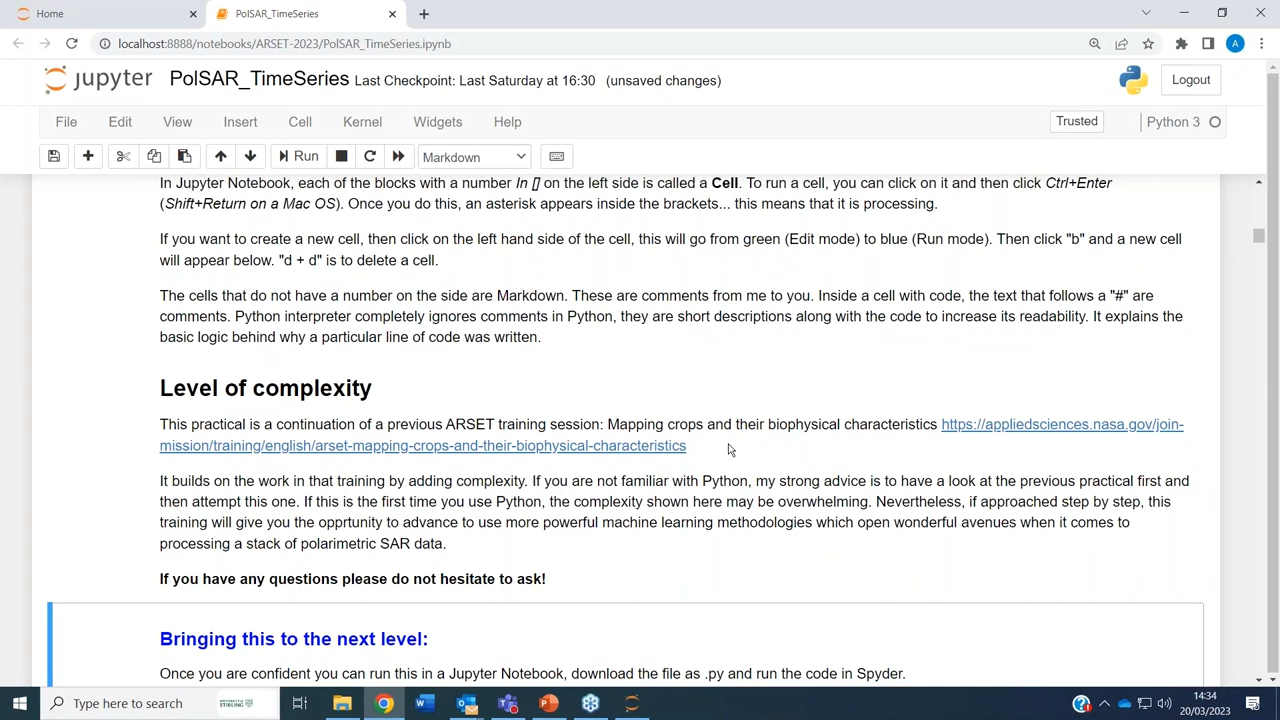 Home
PolSAR_TimeSeries
localhost:8888/notebooks/ARSET-2023/PolSAR_TimeSeries.ipynb
A
jupyter PolSAR_TimeSeries Last Checkpoint: Last Saturday at 16:30 (unsaved changes)
Logout
File Edit View Insert Cell Kernel Widgets Help
Trusted
Python 3
Run
Markdown
In Jupyter Notebook, each of the blocks with a number In [] on the left side is called a Cell. To run a cell, you can click on it and then click Ctrl+Enter
(Shift+Return on a Mac OS). Once you do this, an asterisk appears inside the brackets... this means that it is processing.
If you want to create a new cell, then click on the left hand side of the cell, this will go from green (Edit mode) to blue (Run mode). Then click "b" and a new cell
will appear below. "d + d" is to delete a cell.
The cells that do not have a number on the side are Markdown. These are comments from me to you. Inside a cell with code, the text that follows a "#" are
comments. Python interpreter completely ignores comments in Python, they are short descriptions along with the code to increase its readability. It explains the
basic logic behind why a particular line of code was written.
Level of complexity
This practical is a continuation of a previous ARSET training session: Mapping crops and their biophysical characteristics https://appliedsciences.nasa.gov/join-
mission/training/english/arset-mapping-crops-and-their-biophysical-characteristics
It builds on the work in that training by adding complexity. If you are not familiar with Python, my strong advice is to have a look at the previous practical first and
then attempt this one. If this is the first time you use Python, the complexity shown here may be overwhelming. Nevertheless, if approached step by step, this
training will give you the opprtunity to advance to use more powerful machine learning methodologies which open wonderful avenues when it comes to
processing a stack of polarimetric SAR data.
If you have any questions please do not hesitate to ask!
Bringing this to the next level:
Once you are confident you can run this in a Jupyter Notebook, download the file as .py and run the code in Spyder.
Type here to search
14:34
20/03/2023